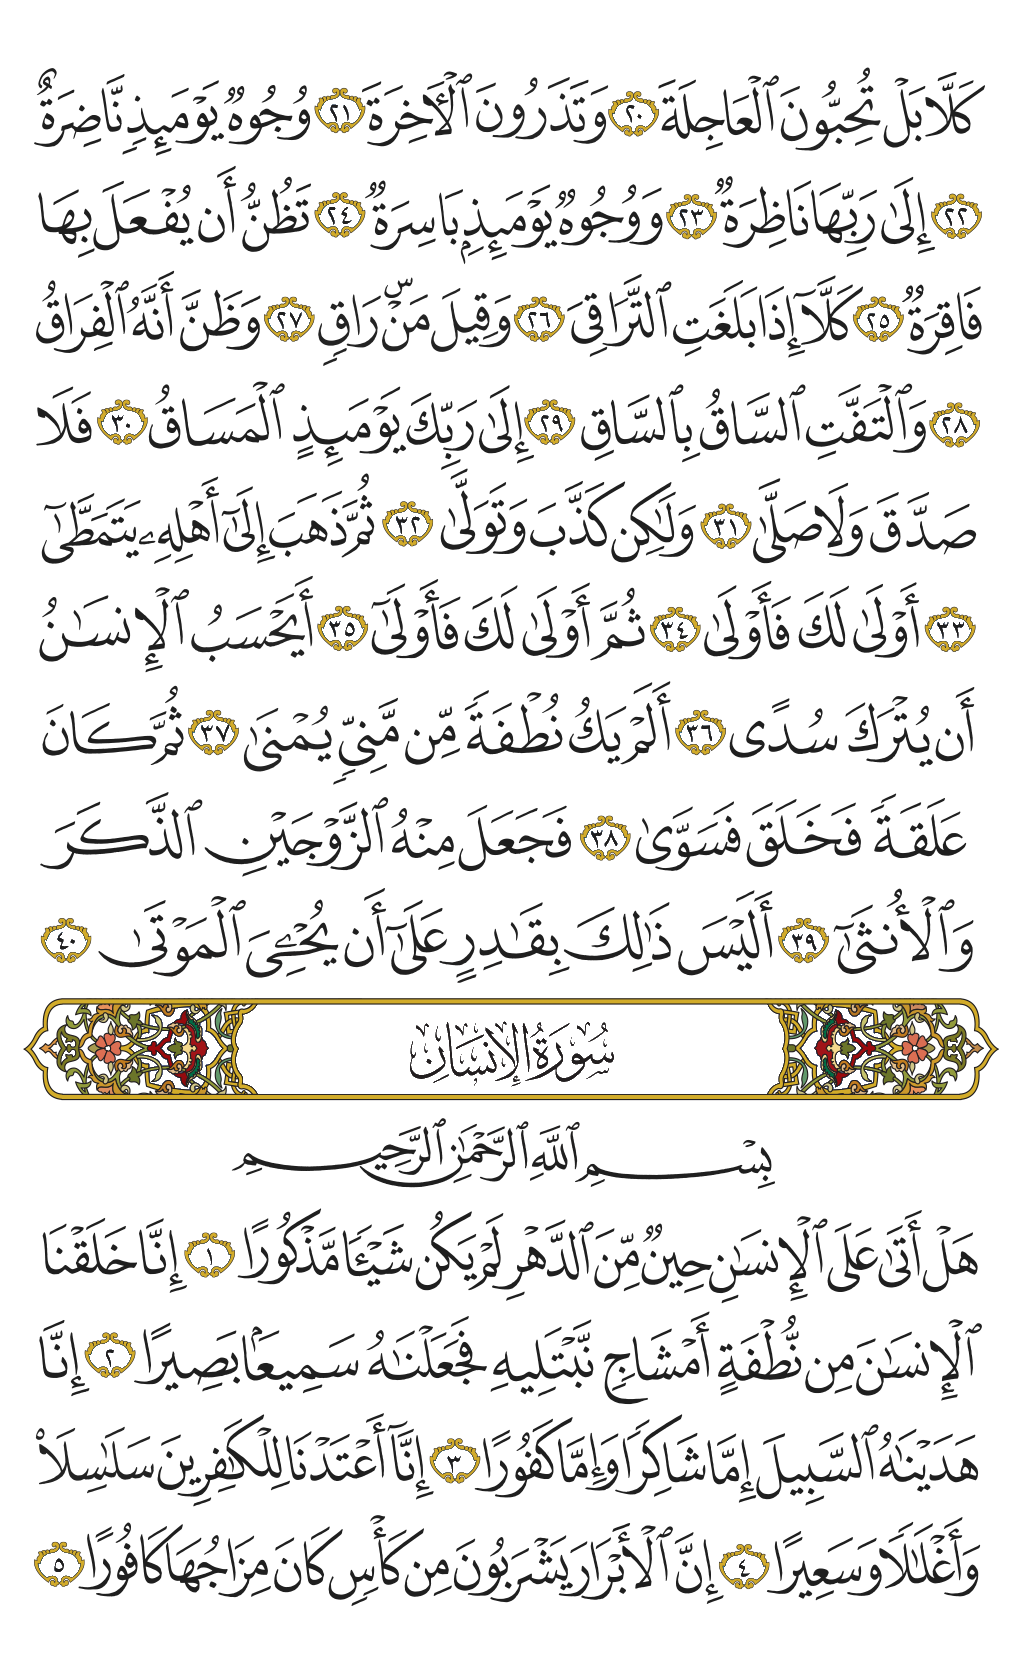 كَلَّا بَلۡ تُحِبُّونَ ٱلۡعَاجِلَةَ ٢٠ وَتَذَرُونَ ٱلۡأٓخِرَةَ ٢١ وُجُوهٞ يَوۡمَئِذٖ نَّاضِرَةٌ
٢٢ إِلَىٰ رَبِّهَا نَاظِرَةٞ ٢٣ وَوُجُوهٞ يَوۡمَئِذِۭ بَاسِرَةٞ ٢٤ تَظُنُّ أَن يُفۡعَلَ بِهَا
فَاقِرَةٞ ٢٥ كَلَّآ إِذَا بَلَغَتِ ٱلتَّرَاقِيَ ٢٦ وَقِيلَ مَنۡۜ رَاقٖ ٢٧ وَظَنَّ أَنَّهُ ٱلۡفِرَاقُ
٢٨ وَٱلۡتَفَّتِ ٱلسَّاقُ بِٱلسَّاقِ ٢٩ إِلَىٰ رَبِّكَ يَوۡمَئِذٍ ٱلۡمَسَاقُ ٣٠ فَلَا
صَدَّقَ وَلَا صَلَّىٰ ٣١ وَلَٰكِن كَذَّبَ وَتَوَلَّىٰ ٣٢ ثُمَّ ذَهَبَ إِلَىٰٓ أَهۡلِهِۦ يَتَمَطَّىٰٓ
٣٣ أَوۡلَىٰ لَكَ فَأَوۡلَىٰ ٣٤ ثُمَّ أَوۡلَىٰ لَكَ فَأَوۡلَىٰٓ ٣٥ أَيَحۡسَبُ ٱلۡإِنسَٰنُ
أَن يُتۡرَكَ سُدًى ٣٦ أَلَمۡ يَكُ نُطۡفَةٗ مِّن مَّنِيّٖ يُمۡنَىٰ ٣٧ ثُمَّ كَانَ
عَلَقَةٗ فَخَلَقَ فَسَوَّىٰ ٣٨ فَجَعَلَ مِنۡهُ ٱلزَّوۡجَيۡنِ ٱلذَّكَرَ
وَٱلۡأُنثَىٰٓ ٣٩ أَلَيۡسَ ذَٰلِكَ بِقَٰدِرٍ عَلَىٰٓ أَن يُحۡـِۧيَ ٱلۡمَوۡتَىٰ ٤٠
سُورَةُ الإِنسَانِ
بِسۡمِ ٱللَّهِ ٱلرَّحۡمَٰنِ ٱلرَّحِيمِ
هَلۡ أَتَىٰ عَلَى ٱلۡإِنسَٰنِ حِينٞ مِّنَ ٱلدَّهۡرِ لَمۡ يَكُن شَيۡـٔٗا مَّذۡكُورًا ١ إِنَّا خَلَقۡنَا
ٱلۡإِنسَٰنَ مِن نُّطۡفَةٍ أَمۡشَاجٖ نَّبۡتَلِيهِ فَجَعَلۡنَٰهُ سَمِيعَۢا بَصِيرًا ٢ إِنَّا
هَدَيۡنَٰهُ ٱلسَّبِيلَ إِمَّا شَاكِرٗا وَإِمَّا كَفُورًا ٣ إِنَّآ أَعۡتَدۡنَا لِلۡكَٰفِرِينَ سَلَٰسِلَاْ
وَأَغۡلَٰلٗا وَسَعِيرًا ٤ إِنَّ ٱلۡأَبۡرَارَ يَشۡرَبُونَ مِن كَأۡسٖ كَانَ مِزَاجُهَا كَافُورًا ٥